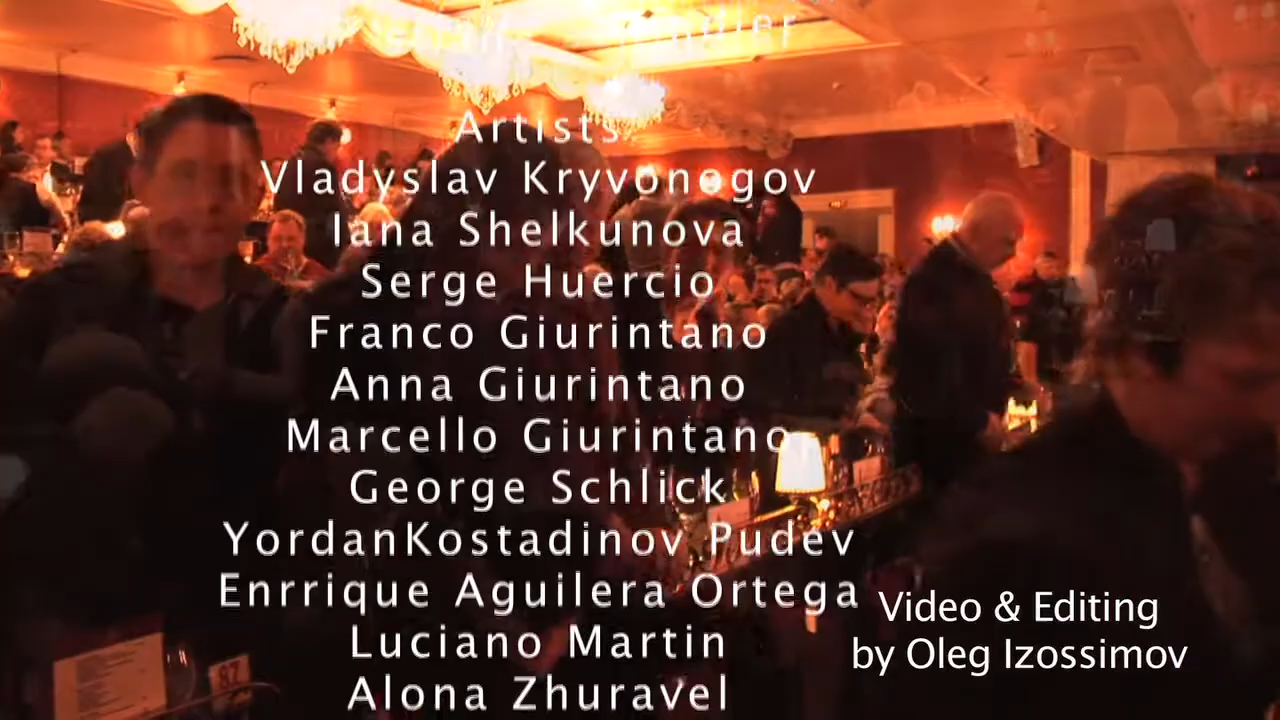 Artists
Vladyslav Kryvonogov
Iana Shelkunova
Serge Huercio
Franco Giurintano
Anna Giurintano
Marcello Giurintano
George Schlick
YordanKostadinov Pudev
Enrrique Aguilera Ortega
Luciano Martin
Alona Zhuravel
Video & Editing
by Oleg Izossimov
87